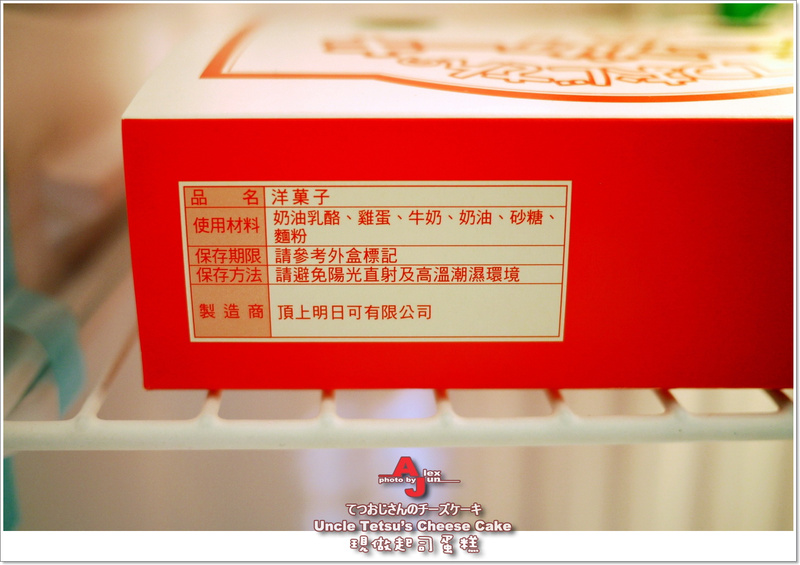 品名 洋菓子
使用材料 奶油乳酪、雞蛋、牛奶、奶油、砂糖、
麵粉
保存期限 請參考外盒標記
保存方法 請避免陽光直射及高溫潮濕環境
製造商 頂上明日可有限公司
photo by Alex Jun
てつおじさんのチーズケーキ
Uncle Tetsu's Cheese Cake
現做起司蛋糕